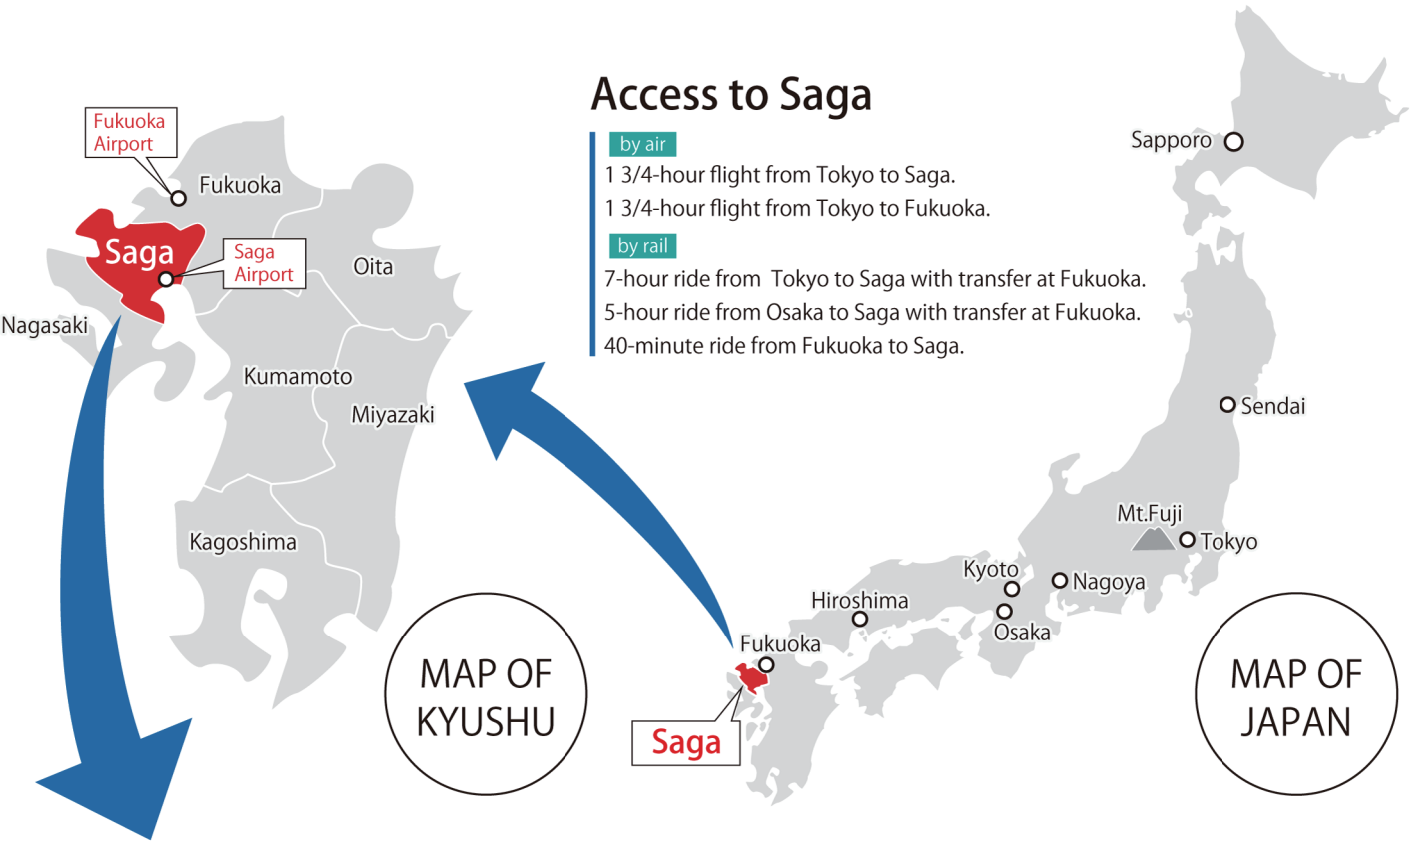 Access to Saga
by air
1 3/4-hour flight from Tokyo to Saga.
1 3/4-hour flight from Tokyo to Fukuoka.
by rail
7-hour ride from Tokyo to Saga with transfer at Fukuoka.
5-hour ride from Osaka to Saga with transfer at Fukuoka.
40-minute ride from Fukuoka to Saga.
Fukuoka
Airport
Fukuoka
Saga
Saga
Airport
Oita
Nagasaki
Kumamoto
Miyazaki
Kagoshima
MAP OF
KYUSHU
Sapporo
Sendai
Mt.Fuji
Tokyo
Kyoto
Nagoya
Hiroshima
Osaka
Fukuoka
Saga
MAP OF
JAPAN